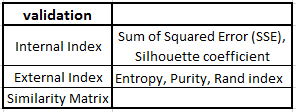 validation
Internal Index
Sum of Squared Error (SSE),
Silhouette coefficient
External Index
Entropy, Purity, Rand index
Similarity Matrix